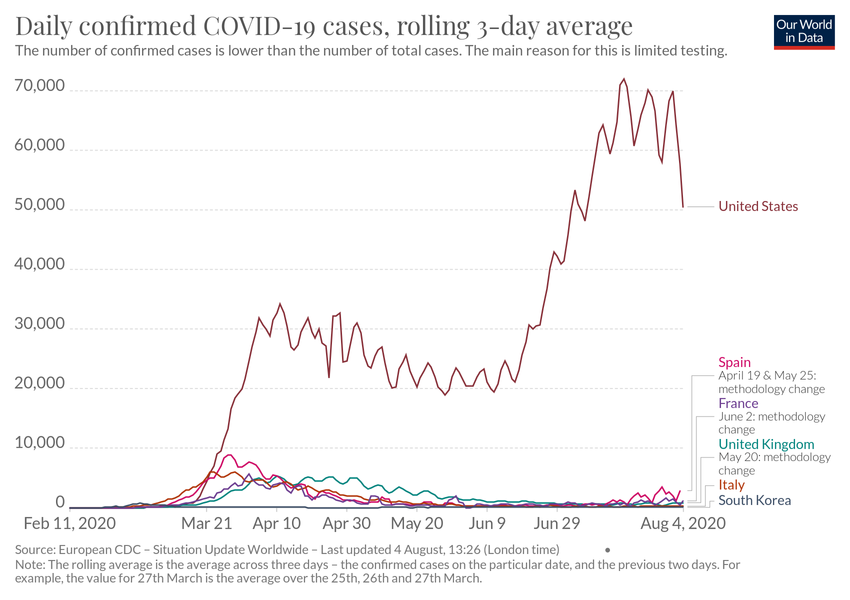 Daily confirmed COVID-19 cases, rolling 3-day average
Our World
in Data
The number of confirmed cases is lower than the number of total cases. The main reason for this is limited testing.
70,000
60,000
50,000
40,000
30,000
20,000
10,000
0
United States
Spain
April 19 & May 25:
methodology change
France
June 2: methodology
change
United Kingdom
May 20: methodology
change
Italy
South Korea
Feb 11, 2020
Mar 21
Apr 10
Apr 30
May 20
Jun 9
Jun 29
Aug 4, 2020
Source: European CDC – Situation Update Worldwide – Last updated 4 August, 13:26 (London time)
Note: The rolling average is the average across three days – the confirmed cases on the particular date, and the previous two days. For
example, the value for 27th March is the average over the 25th, 26th and 27th March.